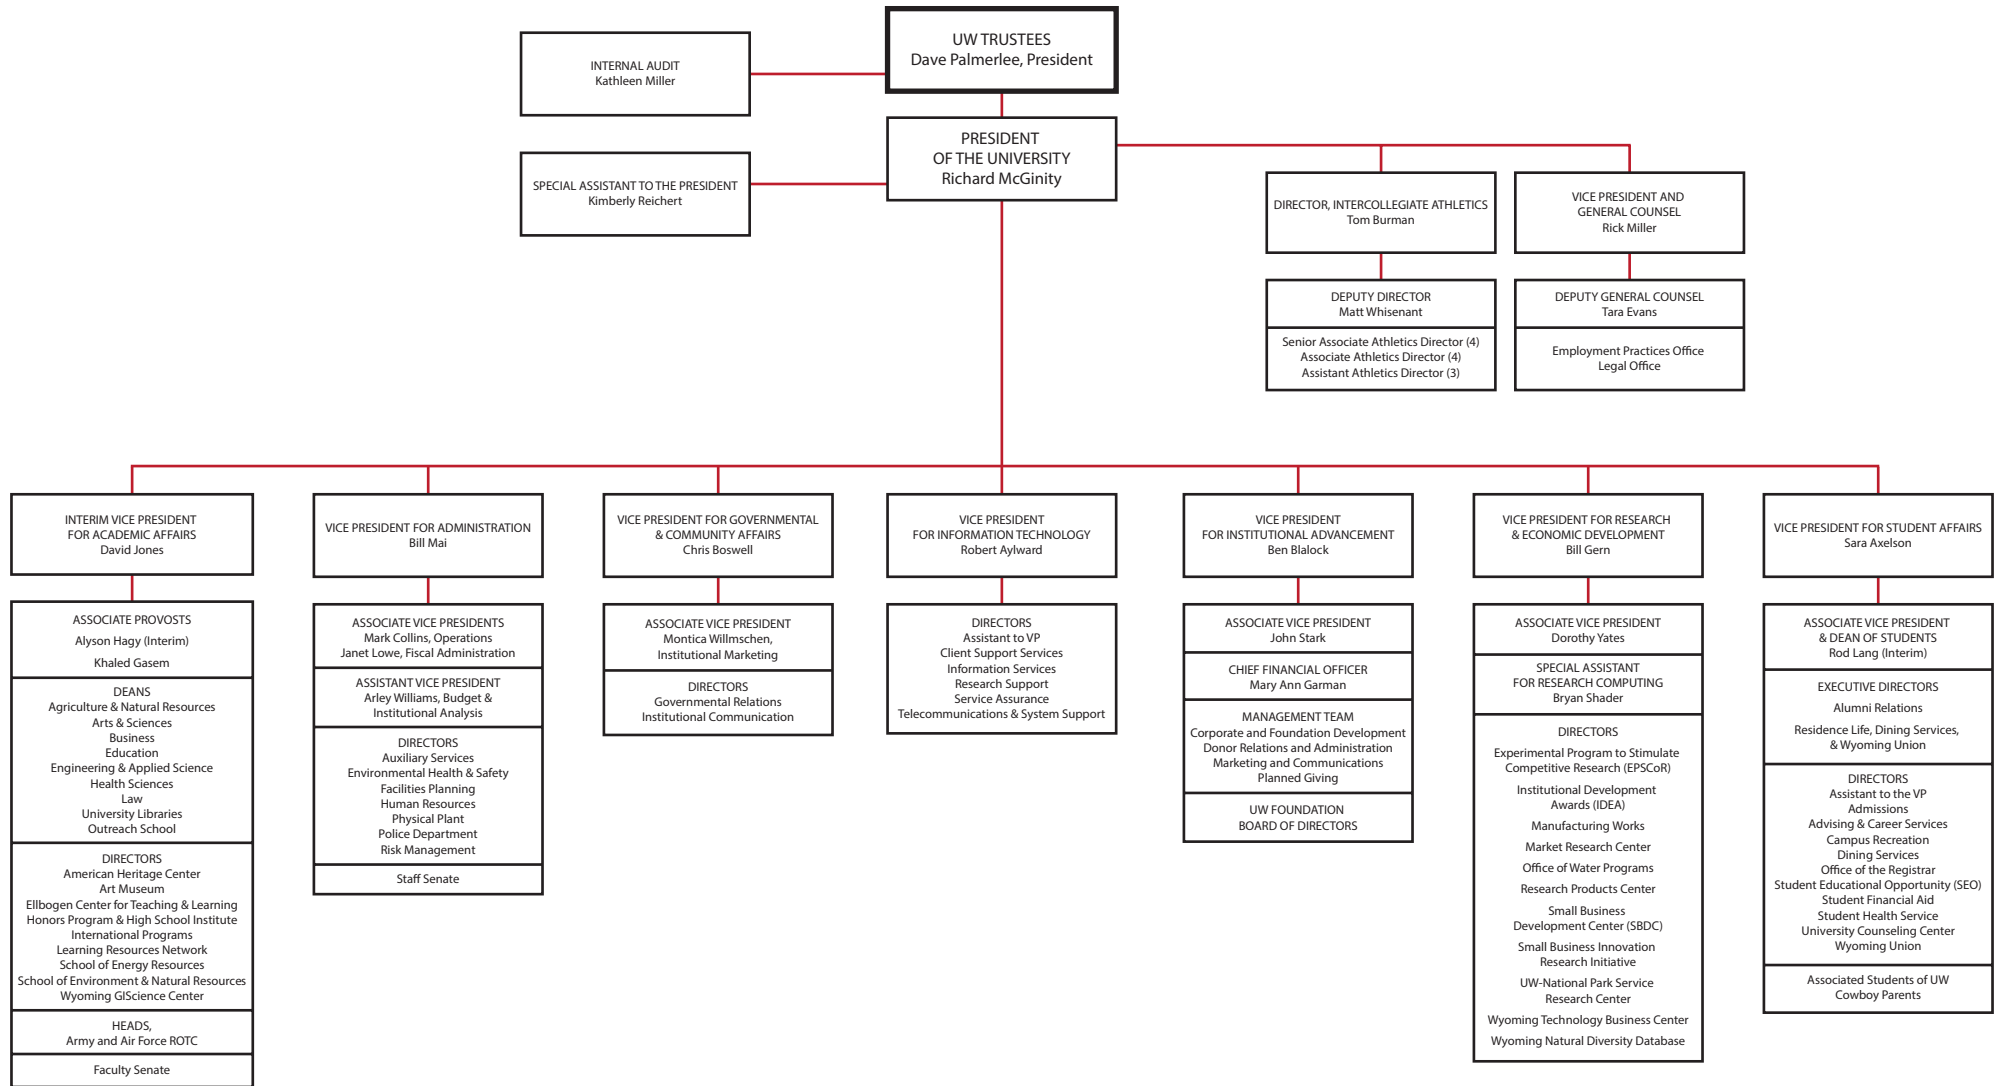 UW TRUSTEES
Dave Palmerlee, President
INTERNAL AUDIT
Kathleen Miller
PRESIDENT
OF THE UNIVERSITY
Richard McGinity
SPECIAL ASSISTANT TO THE PRESIDENT
Kimberly Reichert
DIRECTOR, INTERCOLLEGIATE ATHLETICS
Tom Burman
VICE PRESIDENT AND
GENERAL COUNSEL
Rick Miller
DEPUTY DIRECTOR
Matt Whisenant
Senior Associate Athletics Director (4)
Associate Athletics Director (4)
Assistant Athletics Director (3)
DEPUTY GENERAL COUNSEL
Tara Evans
Employment Practices Office
Legal Office
INTERIM VICE PRESIDENT
FOR ACADEMIC AFFAIRS
David Jones
ASSOCIATE PROVOSTS
Alyson Hagy (Interim)
Khaled Gasem
DEANS
Agriculture & Natural Resources
Arts & Sciences
Business
Education
Engineering & Applied Science
Health Sciences
Law
University Libraries
Outreach School
DIRECTORS
American Heritage Center
Art Museum
Ellbogen Center for Teaching & Learning
Honors Program & High School Institute
International Programs
Learning Resources Network
School of Energy Resources
School of Environment & Natural Resources
Wyoming GIScience Center
HEADS,
Army and Air Force ROTC
Faculty Senate
VICE PRESIDENT FOR ADMINISTRATION
Bill Mai
ASSOCIATE VICE PRESIDENTS
Mark Collins, Operations
Janet Lowe, Fiscal Administration
ASSISTANT VICE PRESIDENT
Arley Williams, Budget &
Institutional Analysis
DIRECTORS
Auxiliary Services
Environmental Health & Safety
Facilities Planning
Human Resources
Physical Plant
Police Department
Risk Management
Staff Senate
VICE PRESIDENT FOR GOVERNMENTAL
& COMMUNITY AFFAIRS
Chris Boswell
ASSOCIATE VICE PRESIDENT
Montica Willmschen,
Institutional Marketing
DIRECTORS
Governmental Relations
Institutional Communication
VICE PRESIDENT
FOR INFORMATION TECHNOLOGY
Robert Aylward
DIRECTORS
Assistant to VP
Client Support Services
Information Services
Research Support
Service Assurance
Telecommunications & System Support
VICE PRESIDENT
FOR INSTITUTIONAL ADVANCEMENT
Ben Blalock
ASSOCIATE VICE PRESIDENT
John Stark
CHIEF FINANCIAL OFFICER
Mary Ann Garman
MANAGEMENT TEAM
Corporate and Foundation Development
Donor Relations and Administration
Marketing and Communications
Planned Giving
UW FOUNDATION
BOARD OF DIRECTORS
VICE PRESIDENT FOR RESEARCH
& ECONOMIC DEVELOPMENT
Bill Gern
ASSOCIATE VICE PRESIDENT
Dorothy Yates
SPECIAL ASSISTANT
FOR RESEARCH COMPUTING
Bryan Shader
DIRECTORS
Experimental Program to Stimulate
Competitive Research (EPSCoR)
Institutional Development
Awards (IDEA)
Manufacturing Works
Market Research Center
Office of Water Programs
Research Products Center
Small Business
Development Center (SBDC)
Small Business Innovation
Research Initiative
UW-National Park Service
Research Center
Wyoming Technology Business Center
Wyoming Natural Diversity Database
VICE PRESIDENT FOR STUDENT AFFAIRS
Sara Axelson
ASSOCIATE VICE PRESIDENT
& DEAN OF STUDENTS
Rod Lang (Interim)
EXECUTIVE DIRECTORS
Alumni Relations
Residence Life, Dining Services,
& Wyoming Union
DIRECTORS
Assistant to the VP
Admissions
Advising & Career Services
Campus Recreation
Dining Services
Office of the Registrar
Student Educational Opportunity (SEO)
Student Financial Aid
Student Health Service
University Counseling Center
Wyoming Union
Associated Students of UW
Cowboy Parents